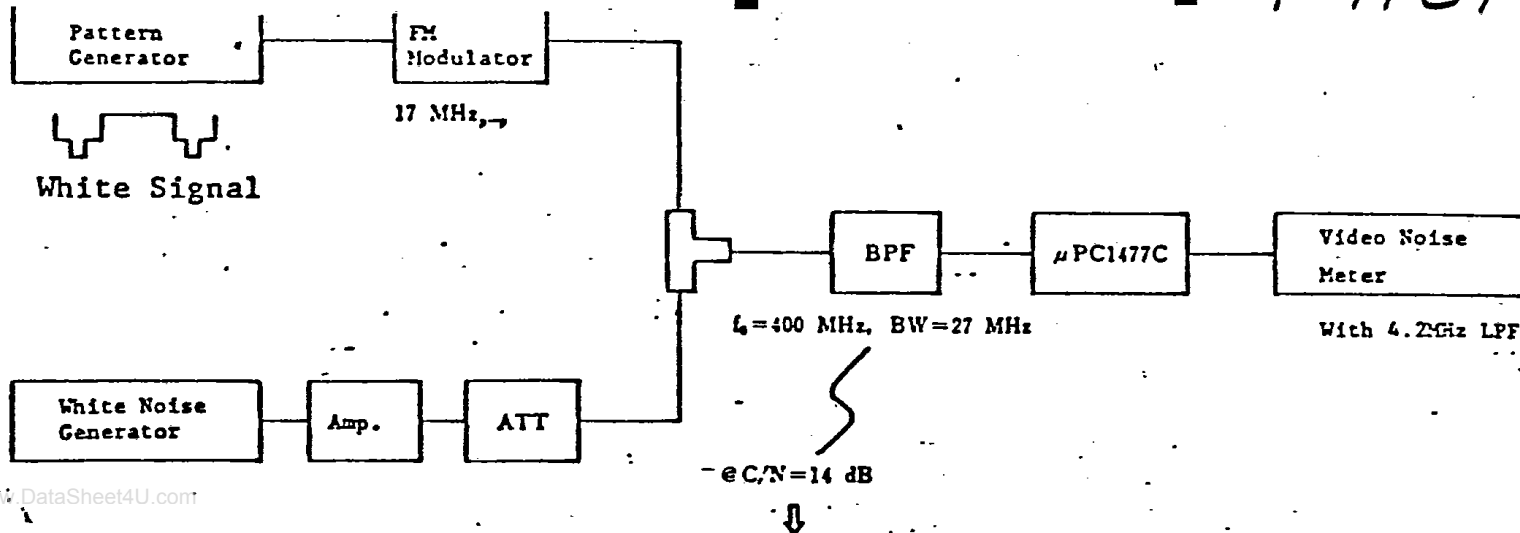 Pattern
Generator
FM
Modulator
17 MHz,
White Signal
BPF
μPC1477C
Video Noise
Meter
f₀=400 MHz, BW=27 MHz
With 4.2MHz LPF
White Noise
Generator
Amp.
ATT
@ C/N=14 dB
w.DataSheet4U.com